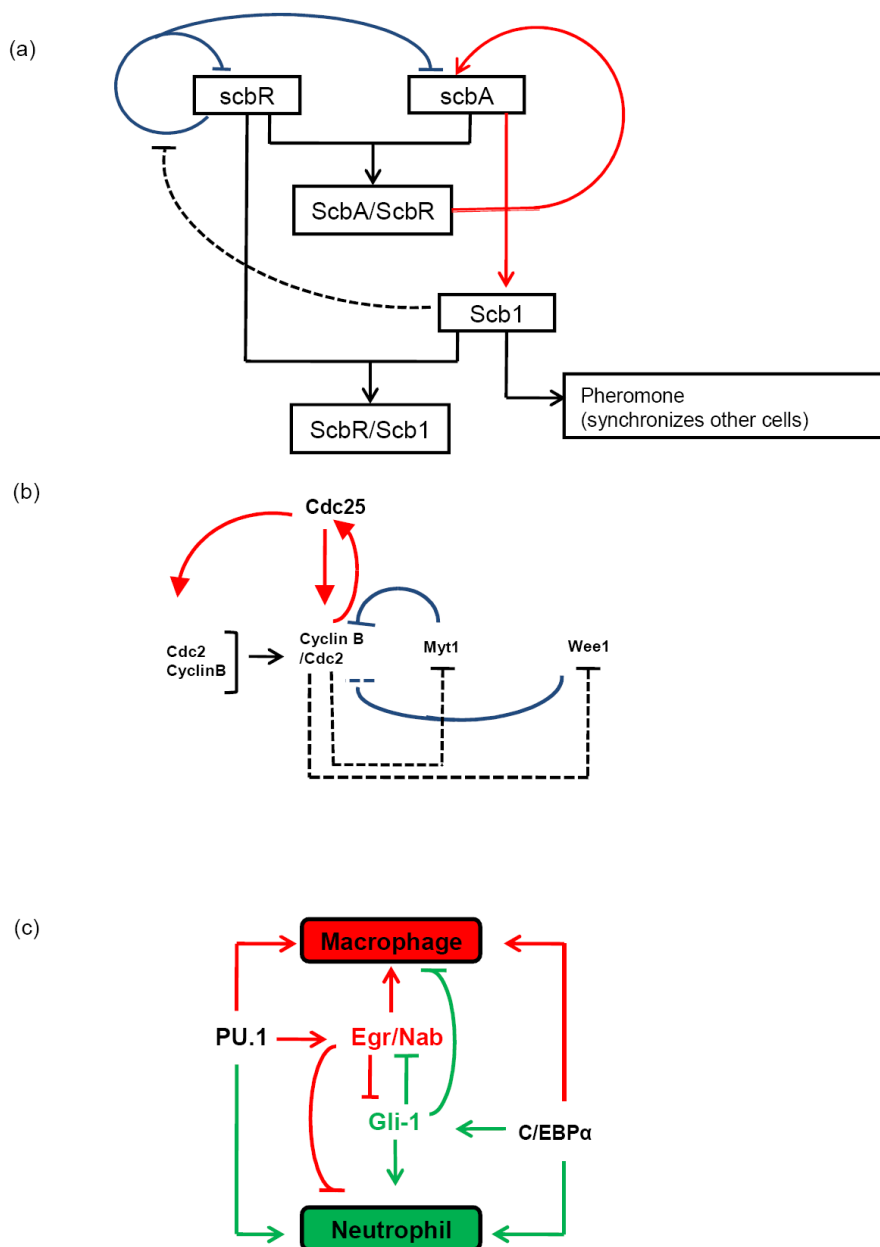 (a)
scbR
scbA
ScbA/ScbR
Scb1
Pheromone
(synchronizes other cells)
ScbR/Scb1
(b)
Cdc25
Cdc2
CyclinB
Cyclin B
/Cdc2
Myt1
Wee1
(c)
Macrophage
PU.1
Egr/Nab
Gli-1
C/EBPα
Neutrophil